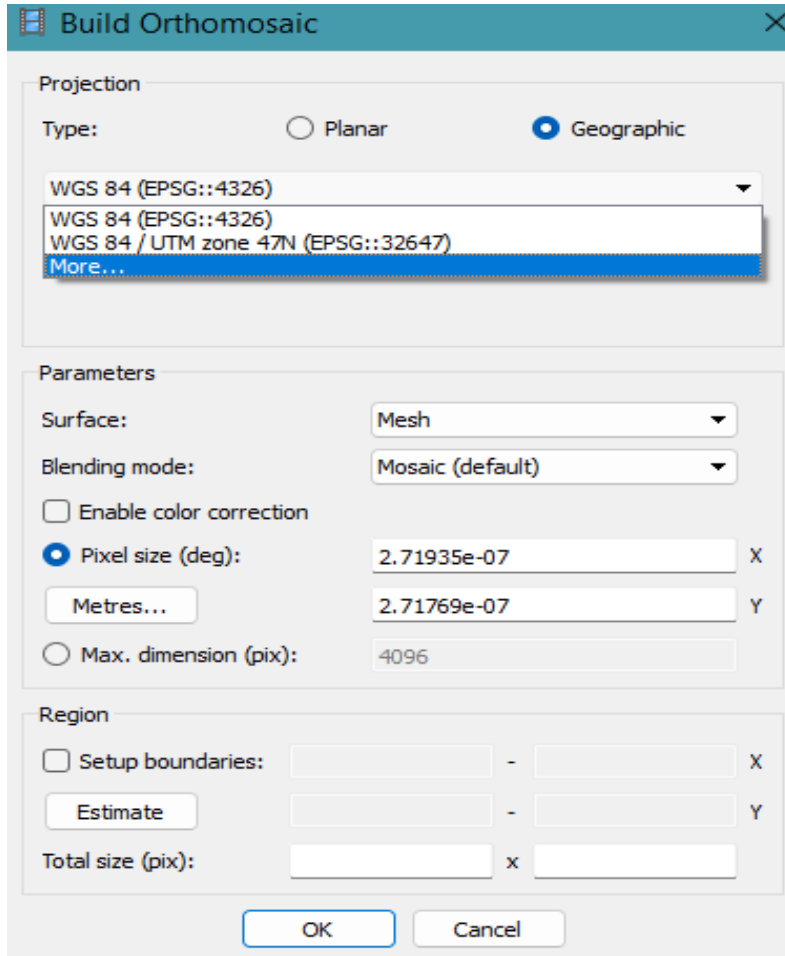 Build Orthomosaic
Projection
Type: Planar Geographic
WGS 84 (EPSG::4326)
WGS 84 (EPSG::4326)
WGS 84 / UTM zone 47N (EPSG::32647)
More...
Parameters
Surface: Mesh
Blending mode: Mosaic (default)
Enable color correction
Pixel size (deg): 2.71935e-07 X
Metres... 2.71769e-07 Y
Max. dimension (pix): 4096
Region
Setup boundaries: - X
Estimate - Y
Total size (pix): x
OK Cancel